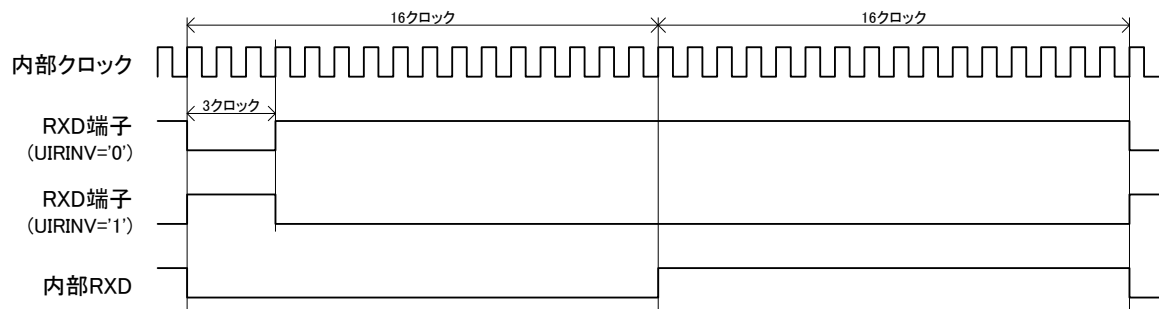 16クロック
16クロック
内部クロック
3クロック
RXD端子
(UIRINV='0')
RXD端子
(UIRINV='1')
内部RXD